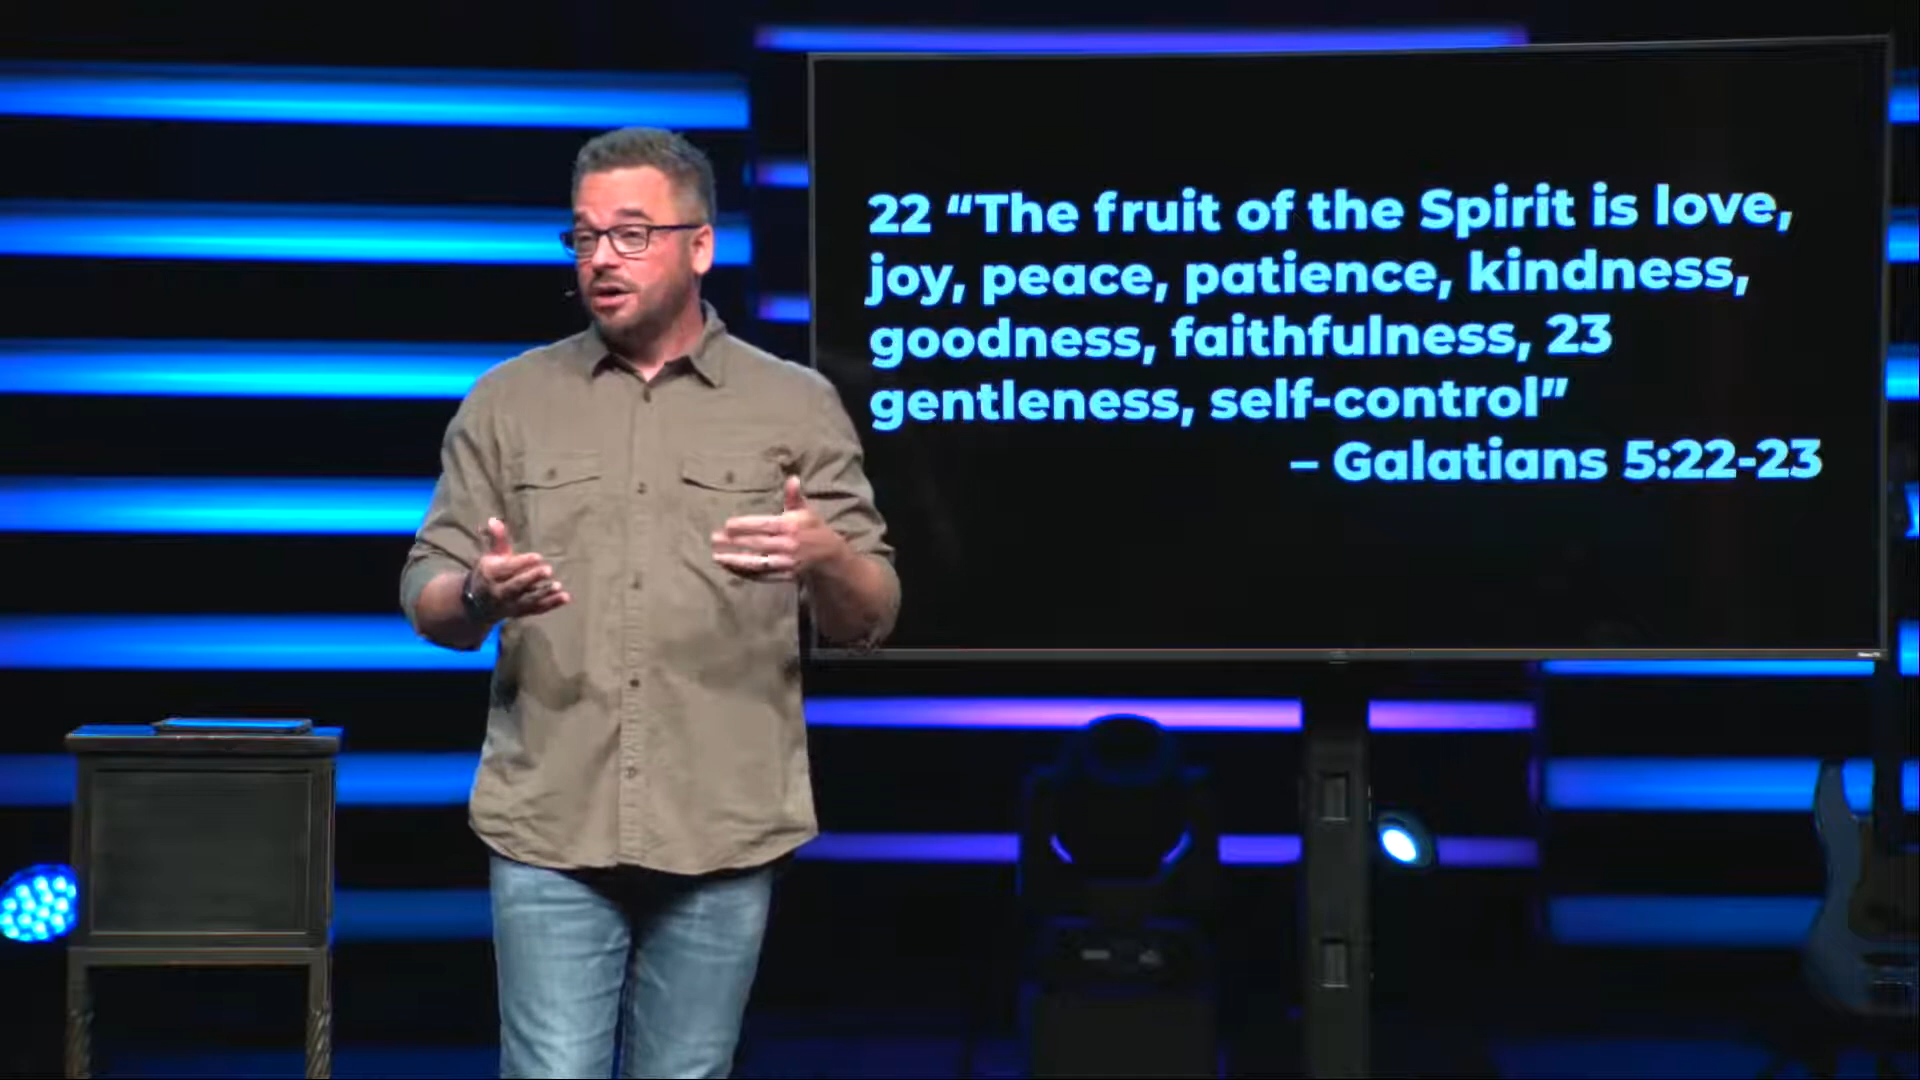 22 “The fruit of the Spirit is love,
joy, peace, patience, kindness,
goodness, faithfulness, 23
gentleness, self-control”
– Galatians 5:22-23